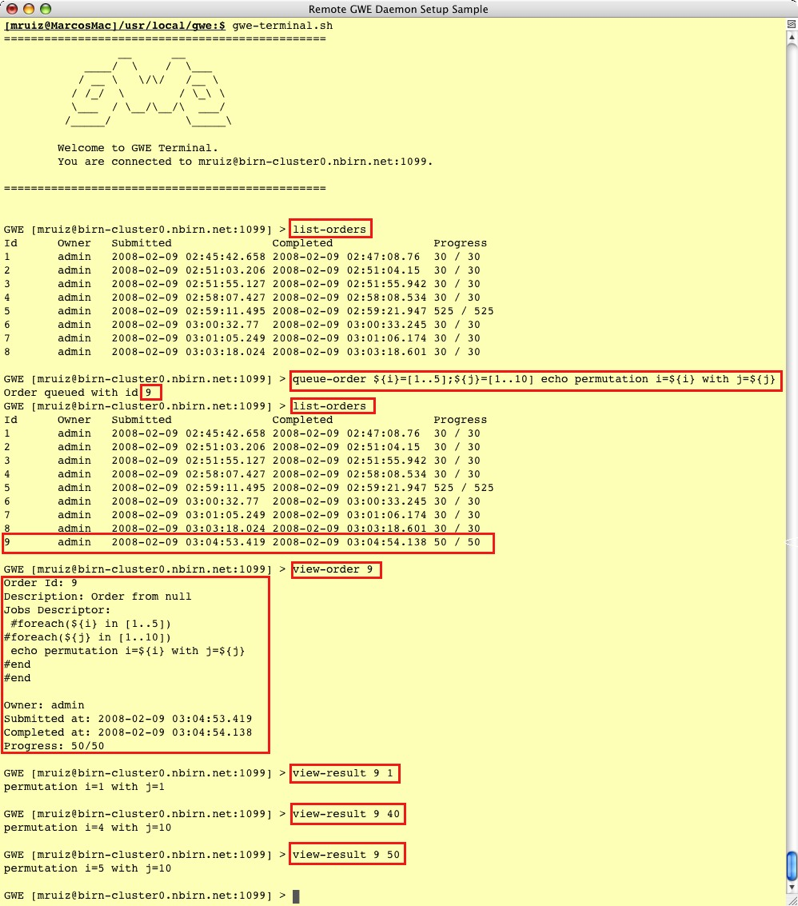 Remote GWE Daemon Setup Sample
[mruiz@MarcosMac]/usr/local/gwe:$ gwe-terminal.sh
================================================
Welcome to GWE Terminal.
You are connected to mruiz@birn-cluster0.nbirn.net:1099.
================================================
GWE [mruiz@birn-cluster0.nbirn.net:1099] > list-orders
Id Owner Submitted Completed Progress
1 admin 2008-02-09 02:45:42.658 2008-02-09 02:47:08.76 30 / 30
2 admin 2008-02-09 02:51:03.206 2008-02-09 02:51:04.15 30 / 30
3 admin 2008-02-09 02:51:55.127 2008-02-09 02:51:55.942 30 / 30
4 admin 2008-02-09 02:58:07.427 2008-02-09 02:58:08.534 30 / 30
5 admin 2008-02-09 02:59:11.495 2008-02-09 02:59:21.947 525 / 525
6 admin 2008-02-09 03:00:32.77 2008-02-09 03:00:33.245 30 / 30
7 admin 2008-02-09 03:01:05.249 2008-02-09 03:01:06.174 30 / 30
8 admin 2008-02-09 03:03:18.024 2008-02-09 03:03:18.601 30 / 30
GWE [mruiz@birn-cluster0.nbirn.net:1099] > queue-order ${i}=[1..5];${j}=[1..10] echo permutation i=${i} with j=${j}
Order queued with id 9
GWE [mruiz@birn-cluster0.nbirn.net:1099] > list-orders
Id Owner Submitted Completed Progress
1 admin 2008-02-09 02:45:42.658 2008-02-09 02:47:08.76 30 / 30
2 admin 2008-02-09 02:51:03.206 2008-02-09 02:51:04.15 30 / 30
3 admin 2008-02-09 02:51:55.127 2008-02-09 02:51:55.942 30 / 30
4 admin 2008-02-09 02:58:07.427 2008-02-09 02:58:08.534 30 / 30
5 admin 2008-02-09 02:59:11.495 2008-02-09 02:59:21.947 525 / 525
6 admin 2008-02-09 03:00:32.77 2008-02-09 03:00:33.245 30 / 30
7 admin 2008-02-09 03:01:05.249 2008-02-09 03:01:06.174 30 / 30
8 admin 2008-02-09 03:03:18.024 2008-02-09 03:03:18.601 30 / 30
9 admin 2008-02-09 03:04:53.419 2008-02-09 03:04:54.138 50 / 50
GWE [mruiz@birn-cluster0.nbirn.net:1099] > view-order 9
Order Id: 9
Description: Order from null
Jobs Descriptor:
#foreach(${i} in [1..5])
#foreach(${j} in [1..10])
echo permutation i=${i} with j=${j}
#end
#end
Owner: admin
Submitted at: 2008-02-09 03:04:53.419
Completed at: 2008-02-09 03:04:54.138
Progress: 50/50
GWE [mruiz@birn-cluster0.nbirn.net:1099] > view-result 9 1
permutation i=1 with j=1
GWE [mruiz@birn-cluster0.nbirn.net:1099] > view-result 9 40
permutation i=4 with j=10
GWE [mruiz@birn-cluster0.nbirn.net:1099] > view-result 9 50
permutation i=5 with j=10
GWE [mruiz@birn-cluster0.nbirn.net:1099] >